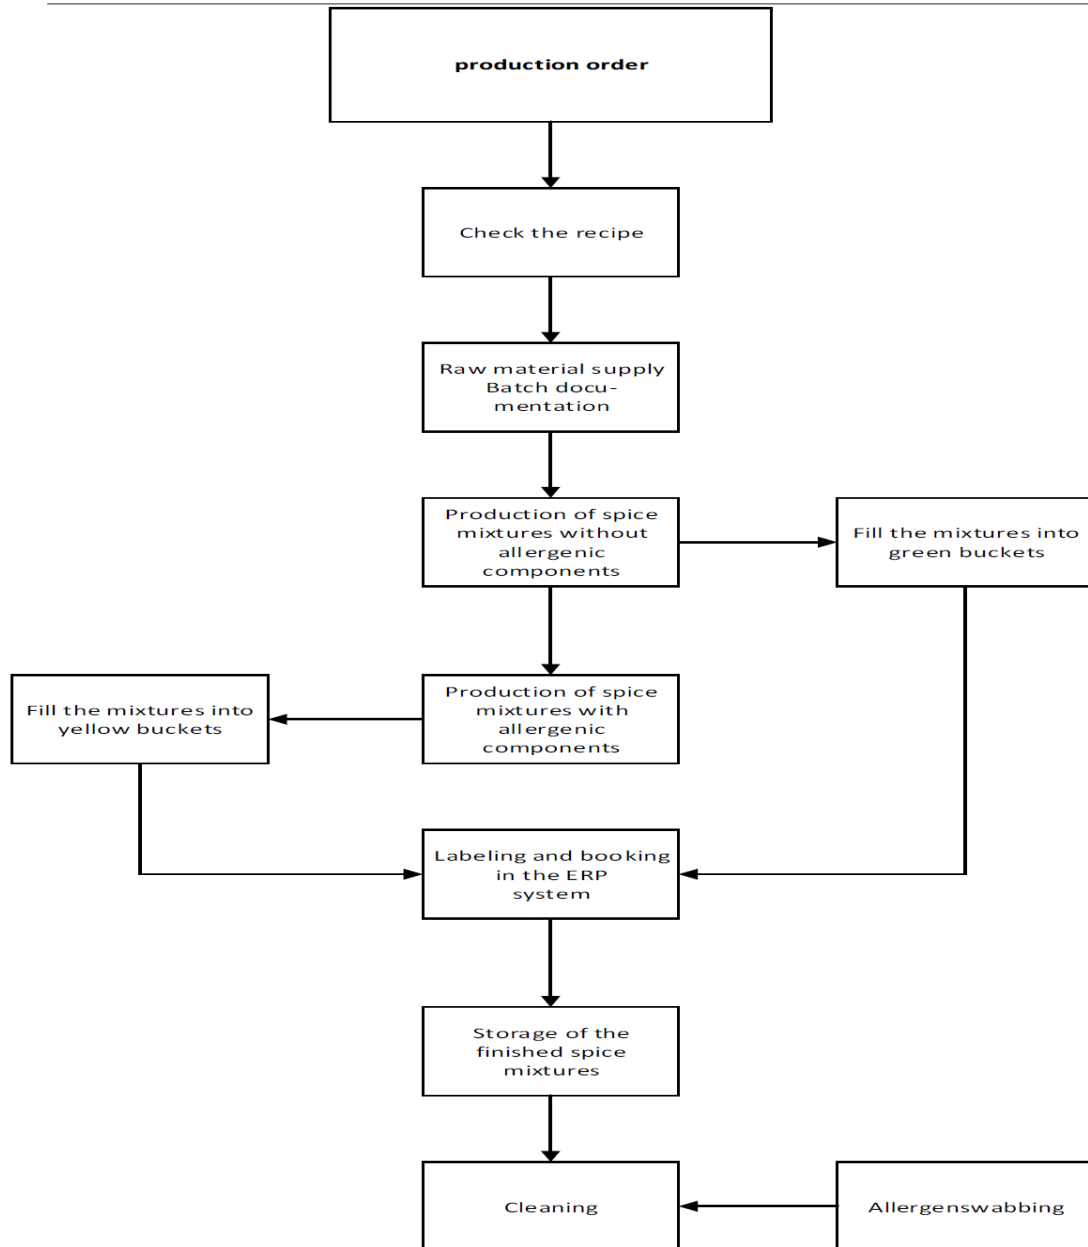 production order
Check the recipe
Raw material supply
Batch docu-
mentation
Production of spice
mixtures without
allergenic
components
Fill the mixtures into
green buckets
Fill the mixtures into
yellow buckets
Production of spice
mixtures with
allergenic
components
Labeling and booking
in the ERP
system
Storage of the
finished spice
mixtures
Cleaning
Allergenswabbing